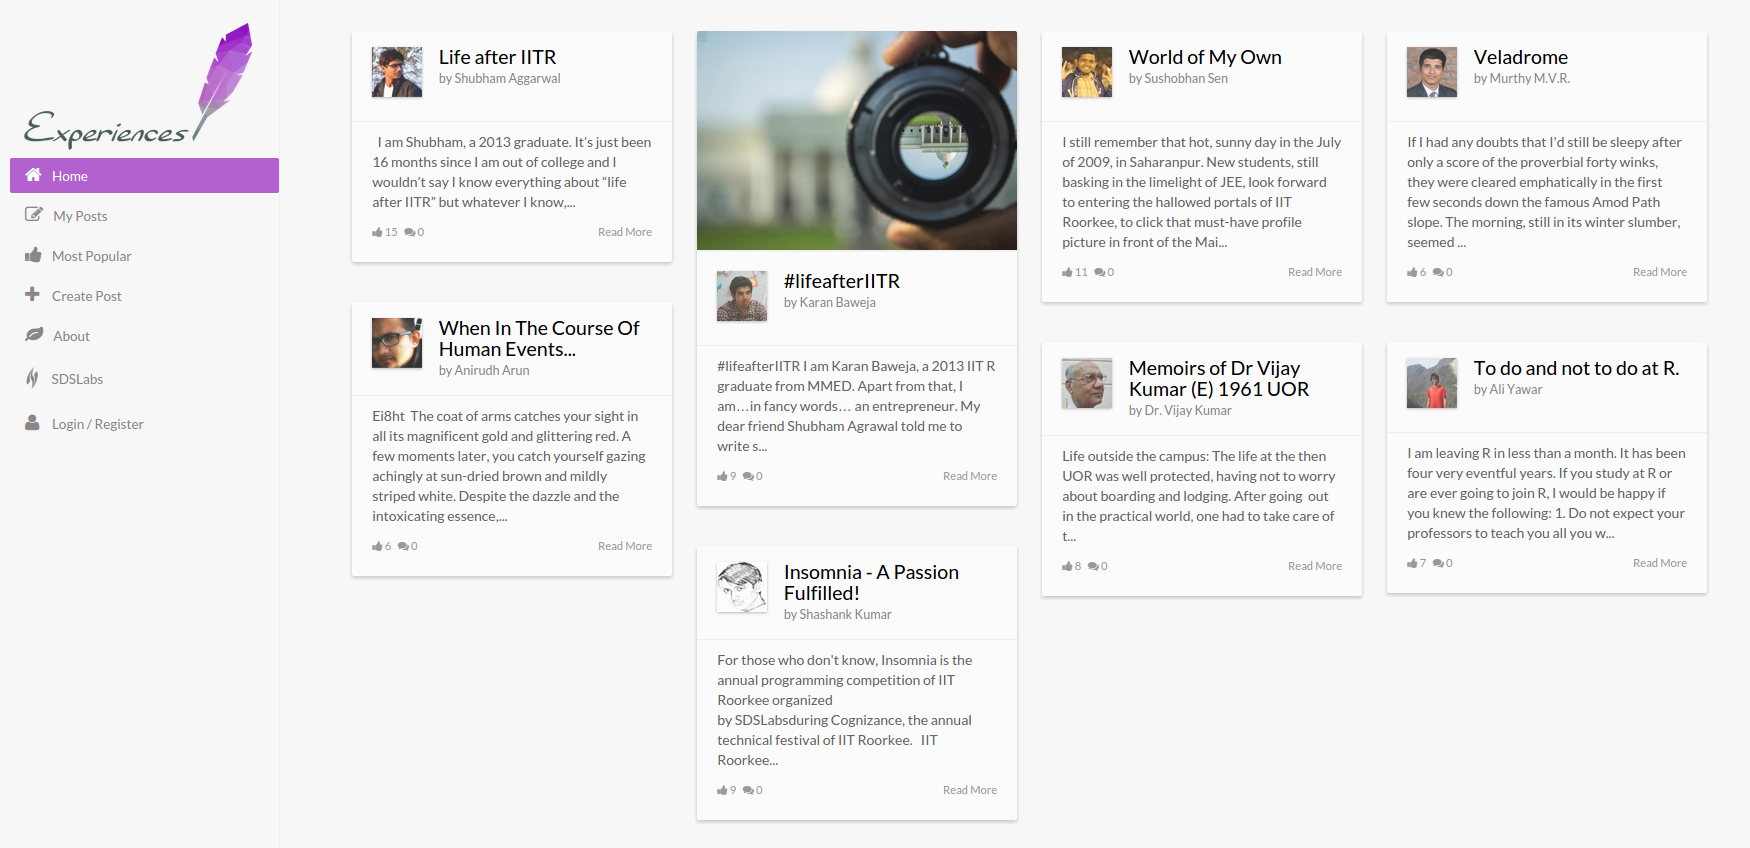 Experiences
Home
My Posts
Most Popular
Create Post
About
SDSLabs
Login / Register
Life after IITR
by Shubham Aggarwal
I am Shubham, a 2013 graduate. It’s just been
16 months since I am out of college and I
wouldn’t say I know everything about “life
after IITR” but whatever I know,...
15 0 Read More
When In The Course Of
Human Events...
by Anirudh Arun
Ei8ht The coat of arms catches your sight in
all its magnificent gold and glittering red. A
few moments later, you catch yourself gazing
achingly at sun-dried brown and mildly
striped white. Despite the dazzle and the
intoxicating essence,...
6 0 Read More
#lifeafterIITR
by Karan Baweja
#lifeafterIITR I am Karan Baweja, a 2013 IIT R
graduate from MMED. Apart from that, I
am…in fancy words… an entrepreneur. My
dear friend Shubham Agrawal told me to
write s...
9 0 Read More
Insomnia - A Passion
Fulfilled!
by Shashank Kumar
For those who don't know, Insomnia is the
annual programming competition of IIT
Roorkee organized
by SDSLabsduring Cognizance, the annual
technical festival of IIT Roorkee. IIT
Roorkee...
9 0 Read More
World of My Own
by Sushobhan Sen
I still remember that hot, sunny day in the July
of 2009, in Saharanpur. New students, still
basking in the limelight of JEE, look forward
to entering the hallowed portals of IIT
Roorkee, to click that must-have profile
picture in front of the Mai...
11 0 Read More
Memoirs of Dr Vijay
Kumar (E) 1961 UOR
by Dr. Vijay Kumar
Life outside the campus: The life at the then
UOR was well protected, having not to worry
about boarding and lodging. After going out
in the practical world, one had to take care of
t...
8 0 Read More
Veladrome
by Murthy M.V.R.
If I had any doubts that I'd still be sleepy after
only a score of the proverbial forty winks,
they were cleared emphatically in the first
few seconds down the famous Amod Path
slope. The morning, still in its winter slumber,
seemed ...
6 0 Read More
To do and not to do at R.
by Ali Yawar
I am leaving R in less than a month. It has been
four very eventful years. If you study at R or
are ever going to join R, I would be happy if
you knew the following: 1. Do not expect your
professors to teach you all you w...
7 0 Read More